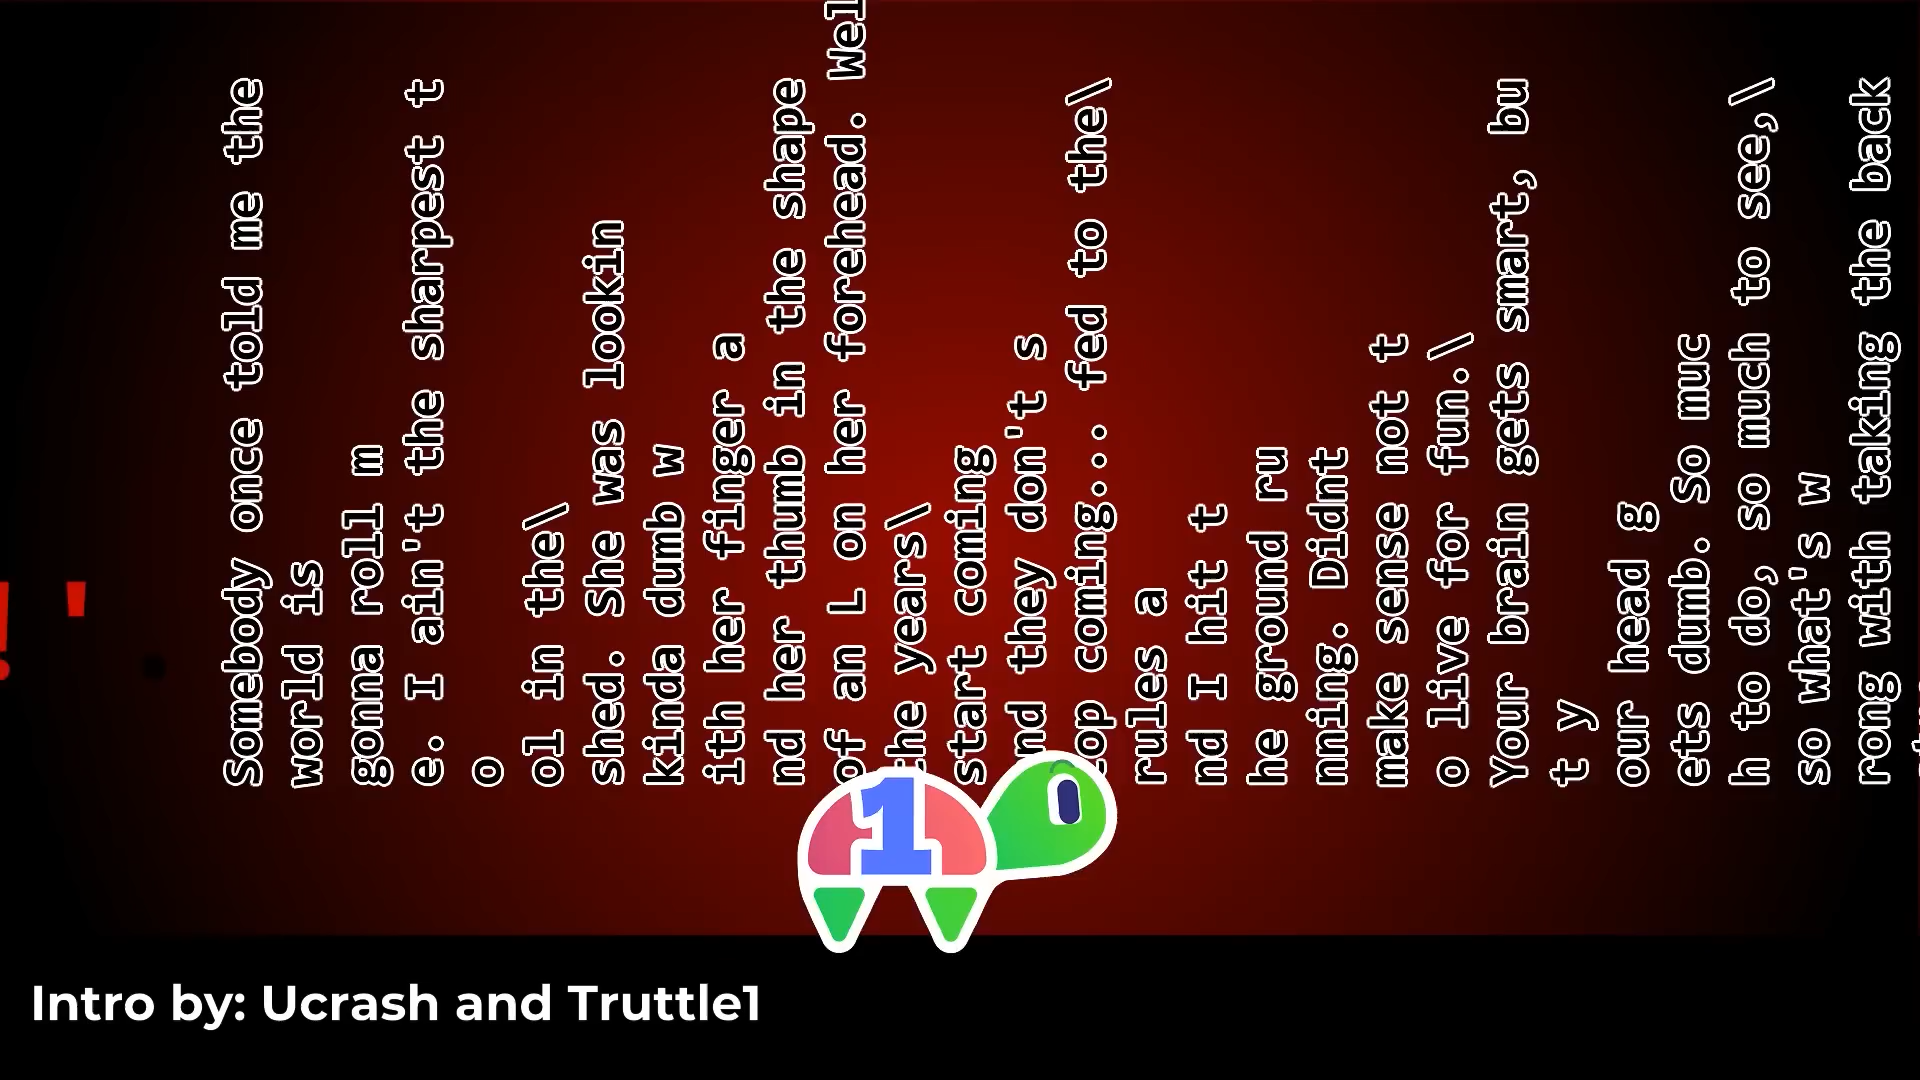 ! '
.
Somebody once told me the
world is
gonna roll m
e. I ain't the sharpest t
o
ol in the\
shed. She was lookin
kinda dumb w
ith her finger a
nd her thumb in the shape
of an L on her forehead. Wel
he years\
start coming
nd they don't s
top coming... fed to the\
rules a
nd I hit t
he ground ru
nning. Didnt
make sense not t
o live for fun.\
Your brain gets smart, bu
t y
our head g
ets dumb. So muc
h to do, so much to see,\
so what's w
rong with taking the back
1
Intro by: Ucrash and Truttle1